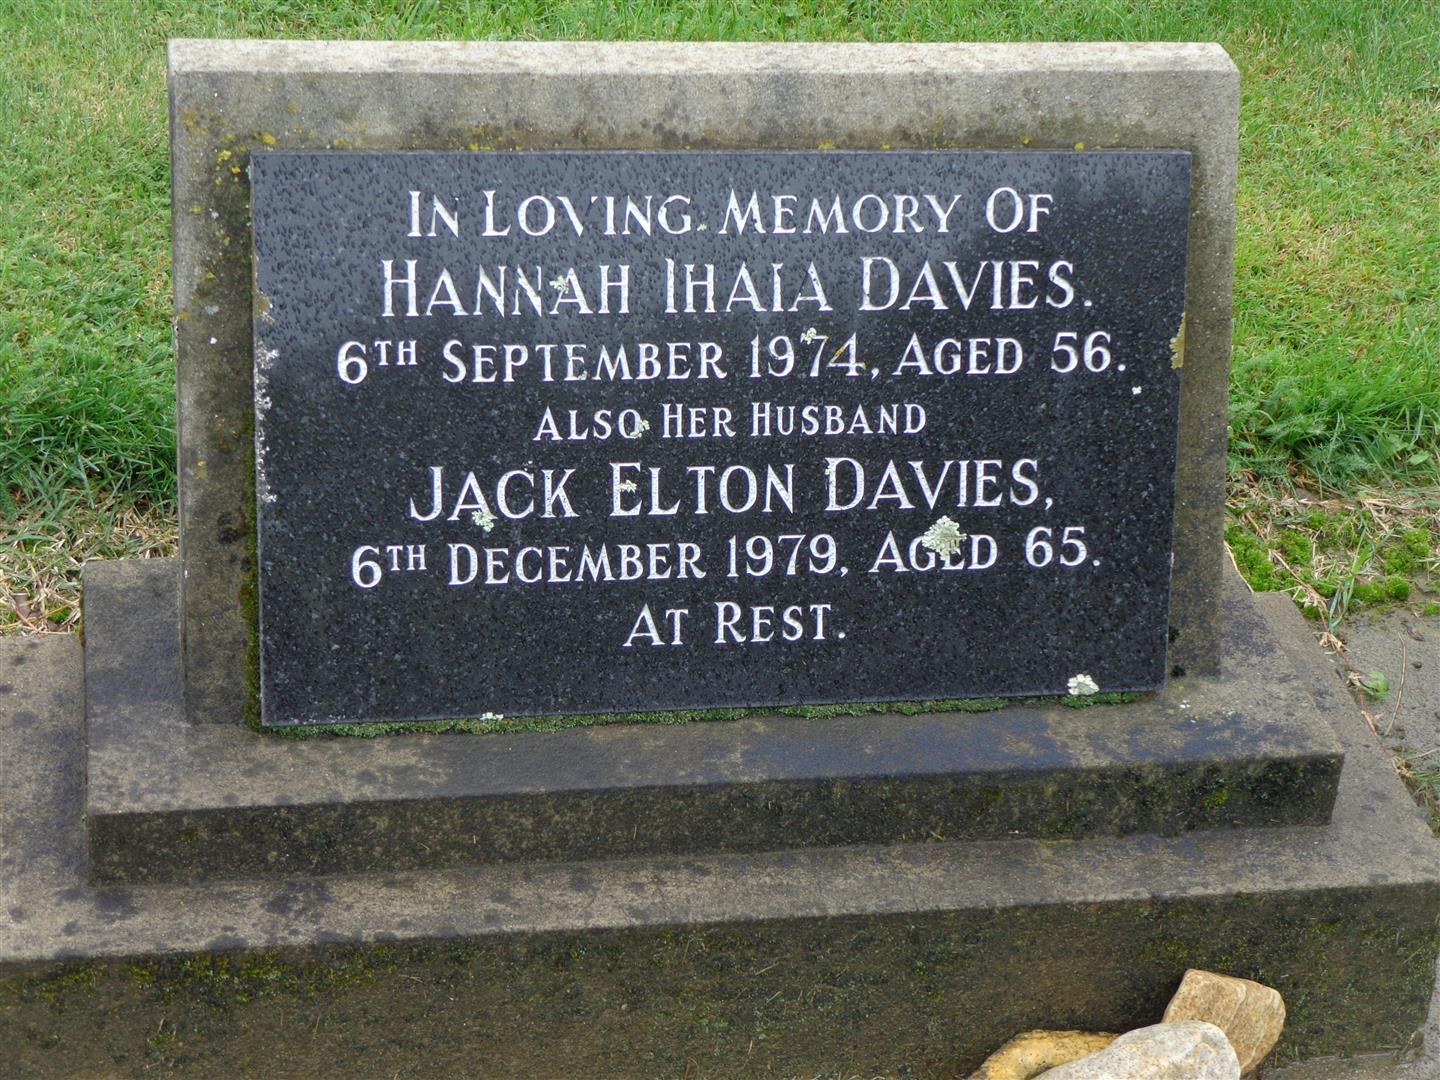 IN LOVING MEMORY OF
HANNAH IHAIA DAVIES.
6TH SEPTEMBER 1974, AGED 56.
ALSO HER HUSBAND
JACK ELTON DAVIES,
6TH DECEMBER 1979, AGED 65.
AT REST.